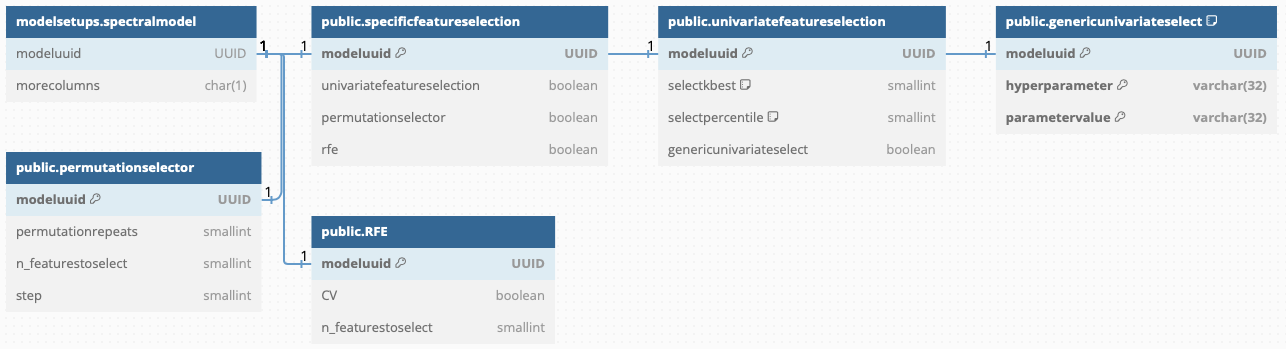 modelsetups.spectralmodel
modeluuid UUID
morecolumns char(1)
1
1
public.specificfeatureselection
modeluuid UUID
univariatefeatureselection boolean
permutationselector boolean
rfe boolean
1
public.univariatefeatureselection
modeluuid UUID
selectkbest smallint
selectpercentile smallint
genericunivariateselect boolean
1
public.genericunivariateselect
modeluuid UUID
hyperparameter varchar(32)
parametervalue varchar(32)
public.permutationselector
modeluuid UUID
permutationrepeats smallint
n_featurestoselect smallint
step smallint
1
1
public.RFE
modeluuid UUID
CV boolean
n_featurestoselect smallint